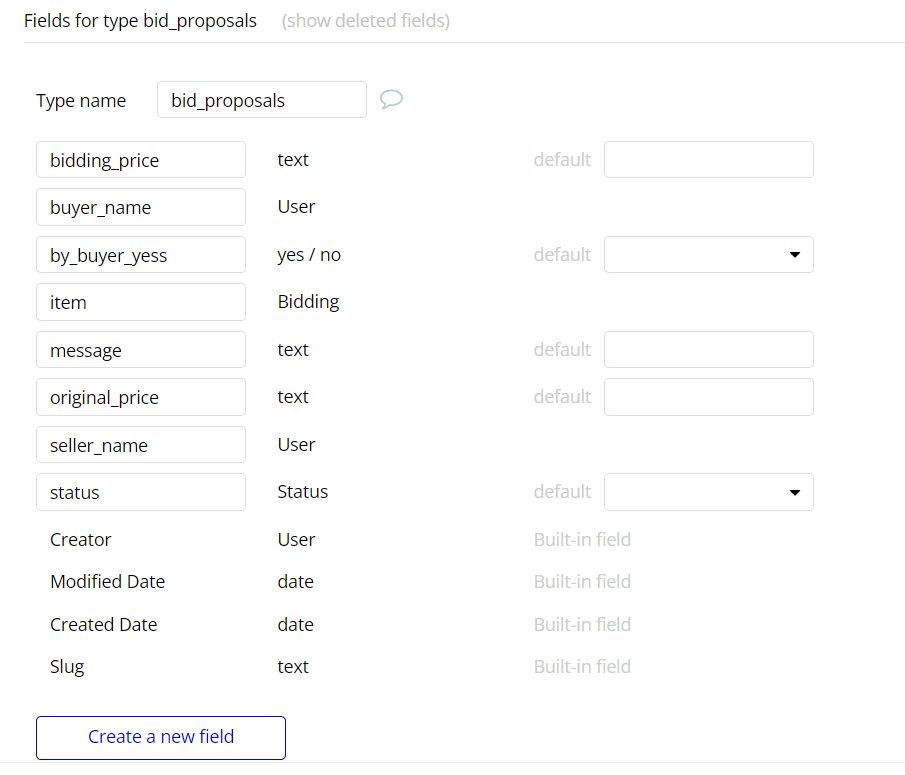 Fields for type bid_proposals (show deleted fields)
Type name bid_proposals
bidding_price text default
buyer_name User
by_buyer_yess yes / no default
item Bidding
message text default
original_price text default
seller_name User
status Status default
Creator User Built-in field
Modified Date date Built-in field
Created Date date Built-in field
Slug text Built-in field
Create a new field